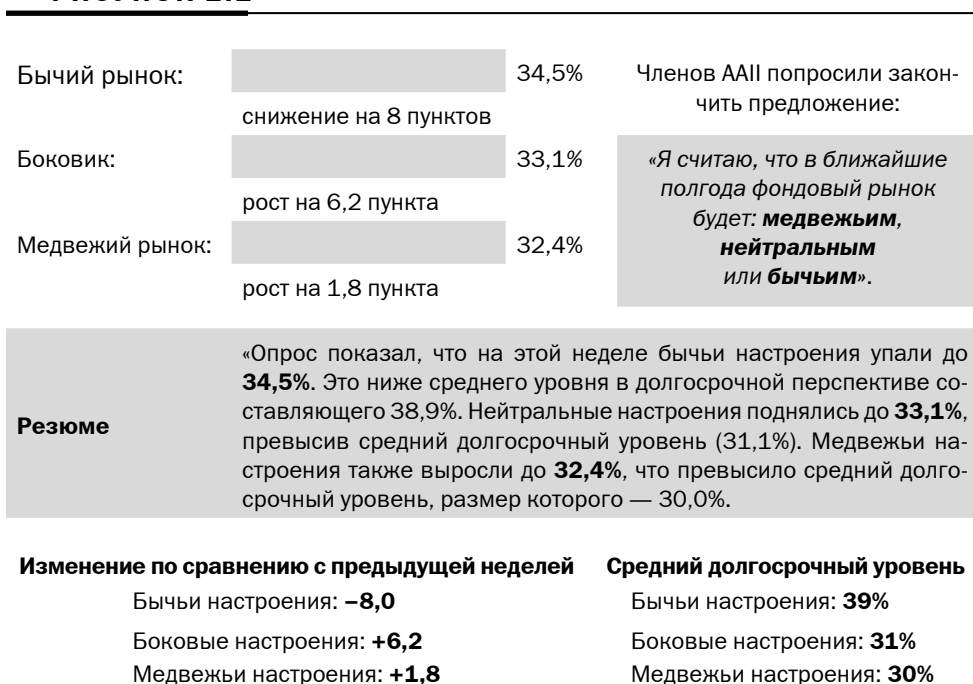 Бычий рынок:
34,5%
снижение на 8 пунктов
Боковик:
33,1%
рост на 6,2 пункта
Медвежий рынок:
32,4%
рост на 1,8 пункта
Членов AAII попросили закон-
чить предложение:
«Я считаю, что в ближайшие
полгода фондовый рынок
будет: медвежьим,
нейтральным
или бычьим».
Резюме
«Опрос показал, что на этой неделе бычьи настроения упали до
34,5%. Это ниже среднего уровня в долгосрочной перспективе со-
ставляющего 38,9%. Нейтральные настроения поднялись до 33,1%,
превысив средний долгосрочный уровень (31,1%). Медвежьи на-
строения также выросли до 32,4%, что превысило средний долго-
срочный уровень, размер которого — 30,0%.
Изменение по сравнению с предыдущей неделей
Бычьи настроения: –8,0
Боковые настроения: +6,2
Медвежьи настроения: +1,8
Средний долгосрочный уровень
Бычьи настроения: 39%
Боковые настроения: 31%
Медвежьи настроения: 30%